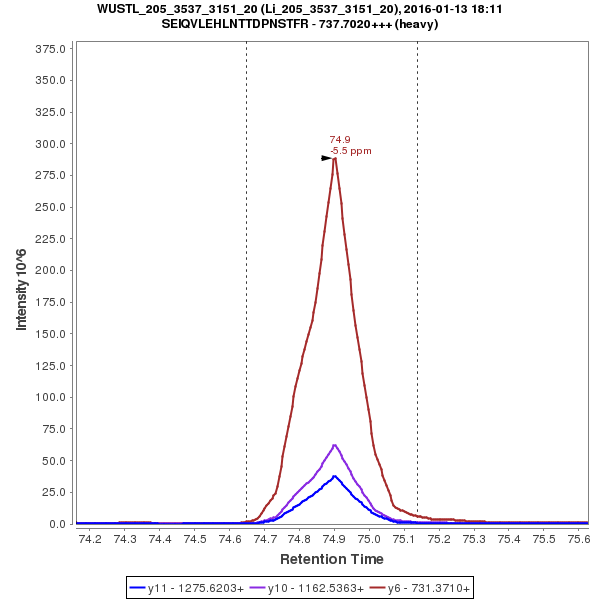 WUSTL_205_3537_3151_20 (Li_205_3537_3151_20), 2016-01-13 18:11
SEIQVLEHLNTTDPNSTFR - 737.7020+++ (heavy)
375.0
350.0
325.0
300.0
275.0
250.0
225.0
200.0
175.0
150.0
125.0
100.0
75.0
50.0
25.0
0.0
Intensity 10^6
74.9
-5.5 ppm
74.2 74.3 74.4 74.5 74.6 74.7 74.8 74.9 75.0 75.1 75.2 75.3 75.4 75.5 75.6
Retention Time
y11 - 1275.6203+ y10 - 1162.5363+ y6 - 731.3710+